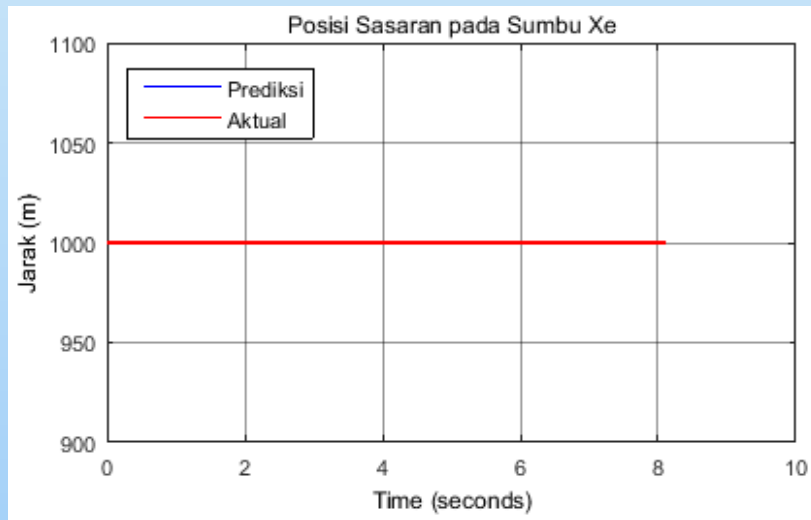 Posisi Sasaran pada Sumbu Xe
1100
1050
1000
950
900
Jarak (m)
Prediksi
Aktual
0 2 4 6 8 10
Time (seconds)